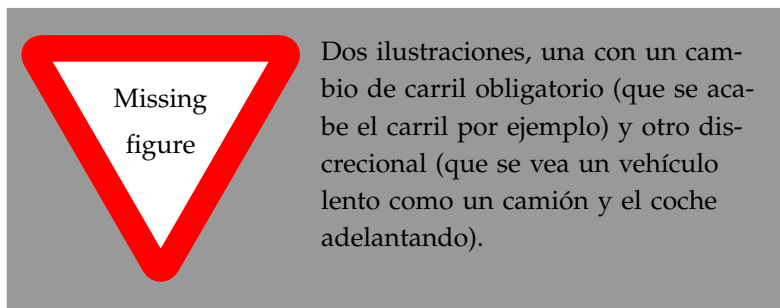 Missing
figure
Dos ilustraciones, una con un cam-
bio de carril obligatorio (que se aca-
be el carril por ejemplo) y otro dis-
crecional (que se vea un vehículo
lento como un camión y el coche
adelantando).